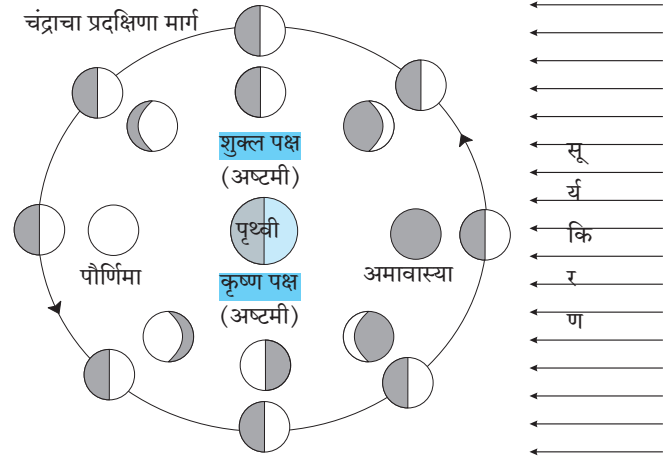 चंद्राचा प्रदक्षिणा मार्ग
शुक्ल पक्ष
(अष्टमी)
पृथ्वी
पौर्णिमा
अमावास्या
कृष्ण पक्ष
(अष्टमी)
सू
र्य
कि
र
ण